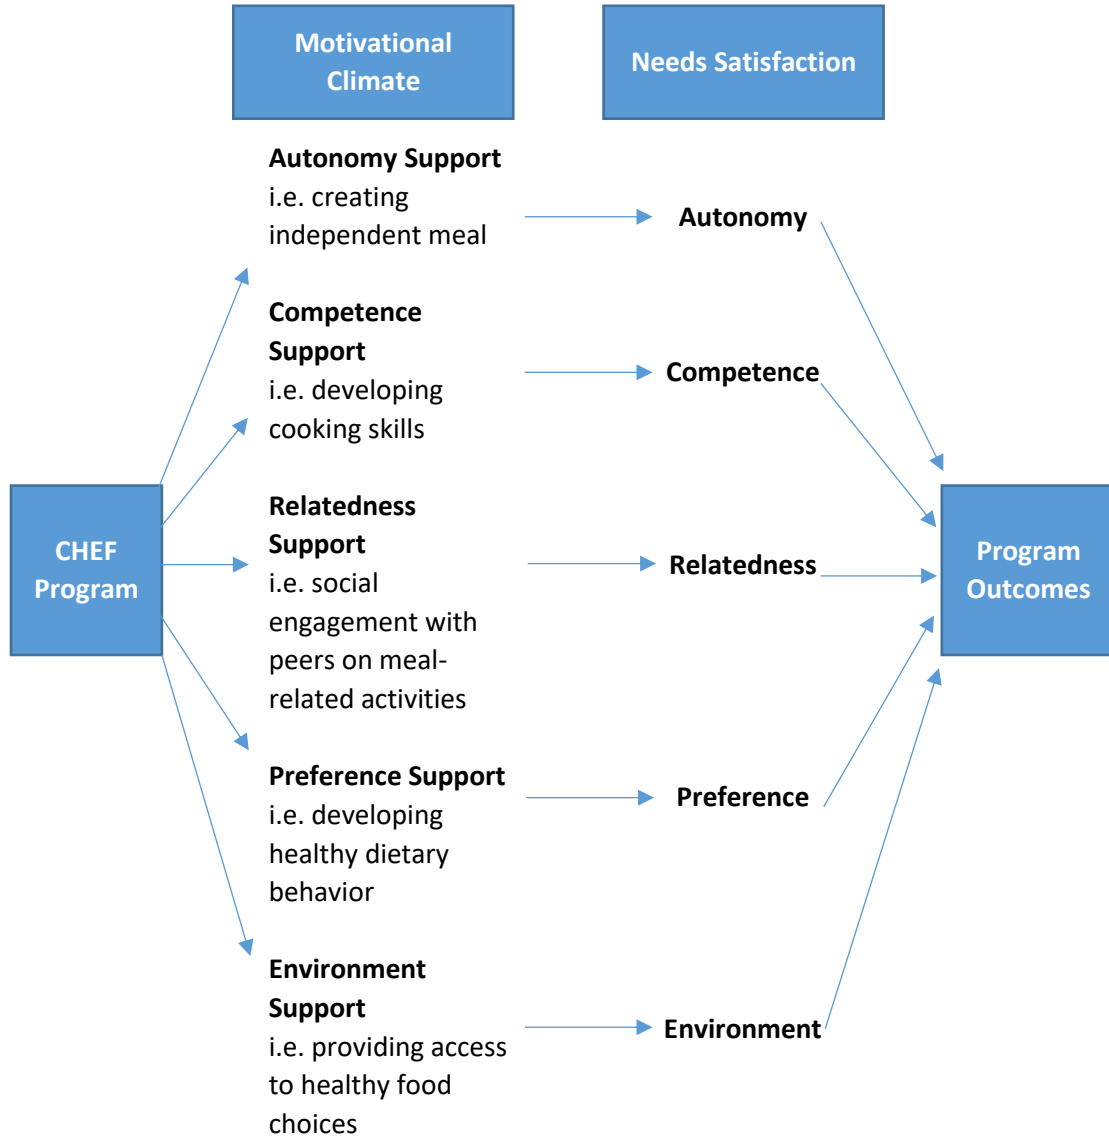 Motivational
Climate
Needs Satisfaction
Autonomy Support
i.e. creating
independent meal
Autonomy
Competence
Support
i.e. developing
cooking skills
Competence
CHEF
Program
Relatedness
Support
i.e. social
engagement with
peers on meal-
related activities
Relatedness
Program
Outcomes
Preference Support
i.e. developing
healthy dietary
behavior
Preference
Environment
Support
i.e. providing access
to healthy food
choices
Environment